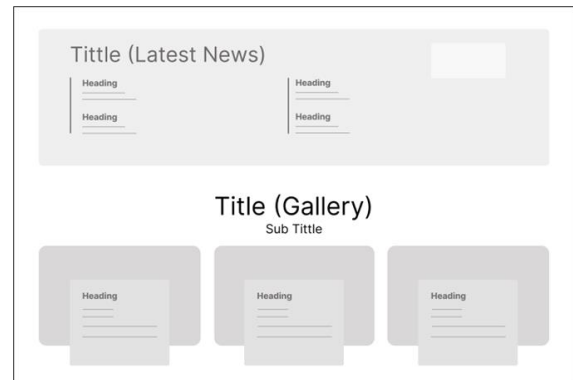 Tittle (Latest News)
Heading
Heading
Heading
Heading
Title (Gallery)
Sub Tittle
Heading
Heading
Heading